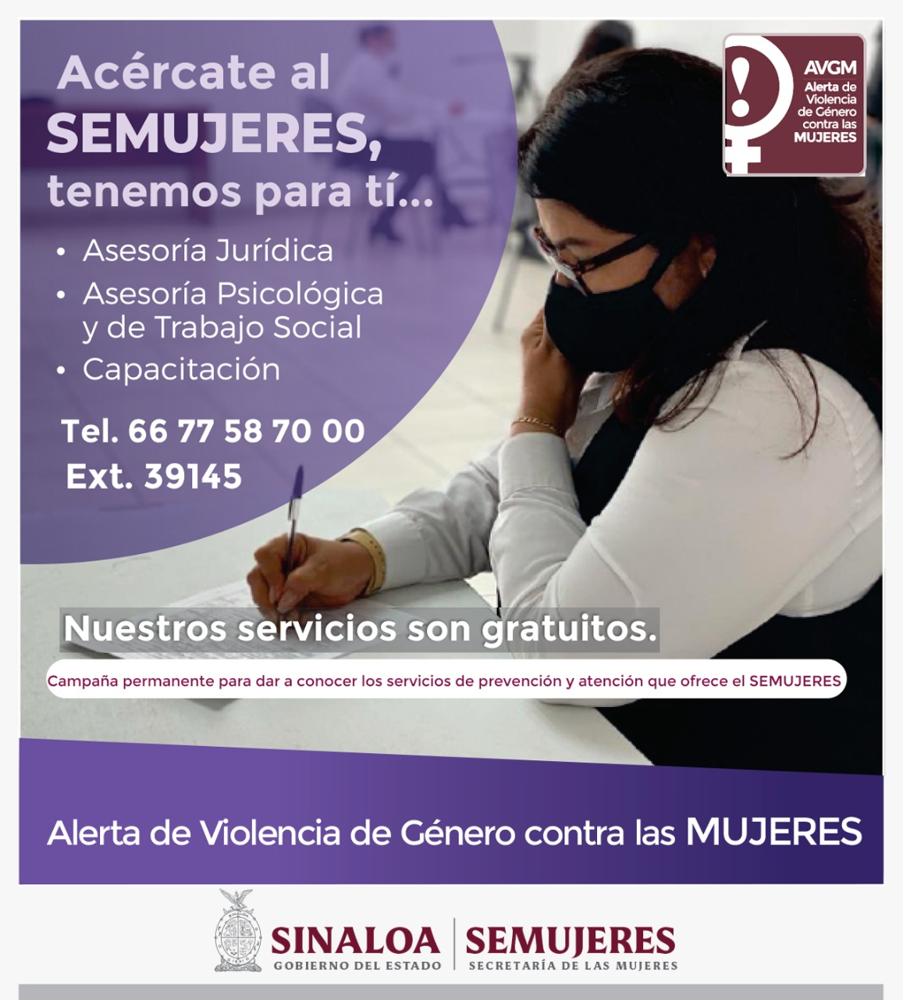 Acércate al
SEMUJERES,
tenemos para tí...
• Asesoría Jurídica
• Asesoría Psicológica
y de Trabajo Social
• Capacitación
Tel. 66 77 58 70 00
Ext. 39145
AVGM
Alerta de
Violencia
de Género
contra las
MUJERES
Nuestros servicios son gratuitos.
Campaña permanente para dar a conocer los servicios de prevención y atención que ofrece el SEMUJERES
Alerta de Violencia de Género contra las MUJERES
SINALOA
GOBIERNO DEL ESTADO
SEMUJERES
SECRETARÍA DE LAS MUJERES